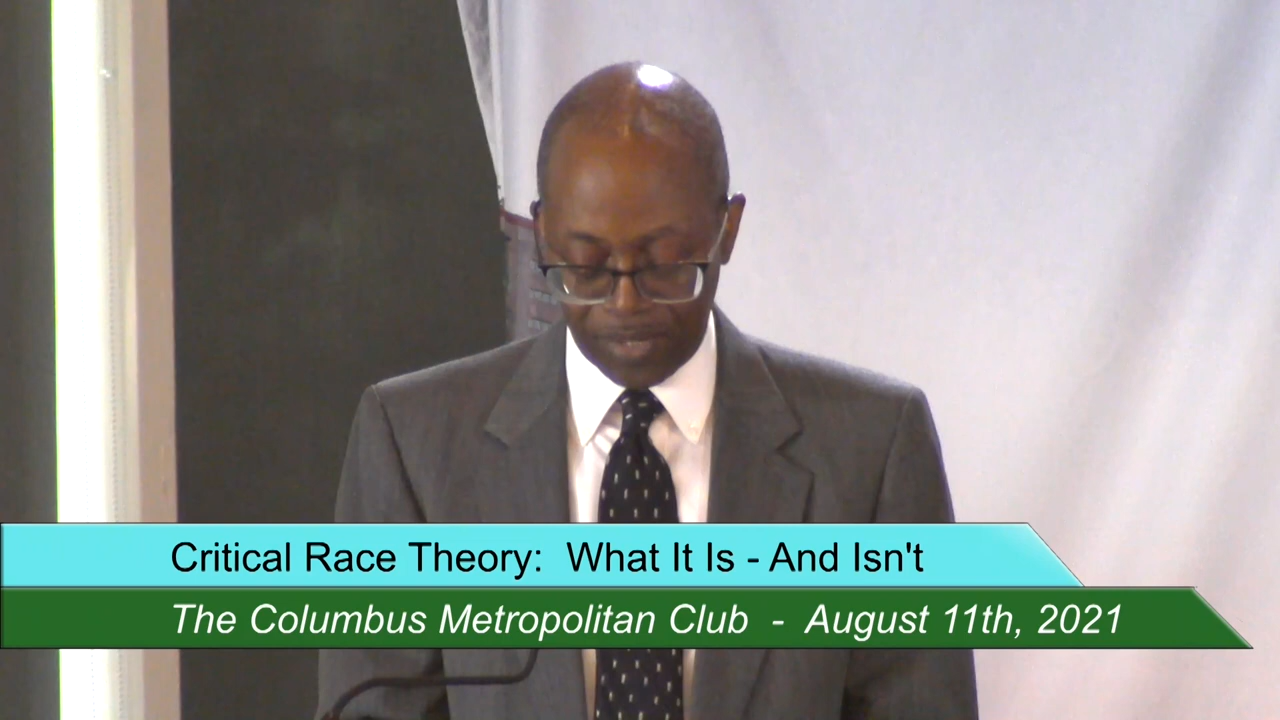 Critical Race Theory:  What It Is - And Isn't
The Columbus Metropolitan Club  -  August 11th, 2021